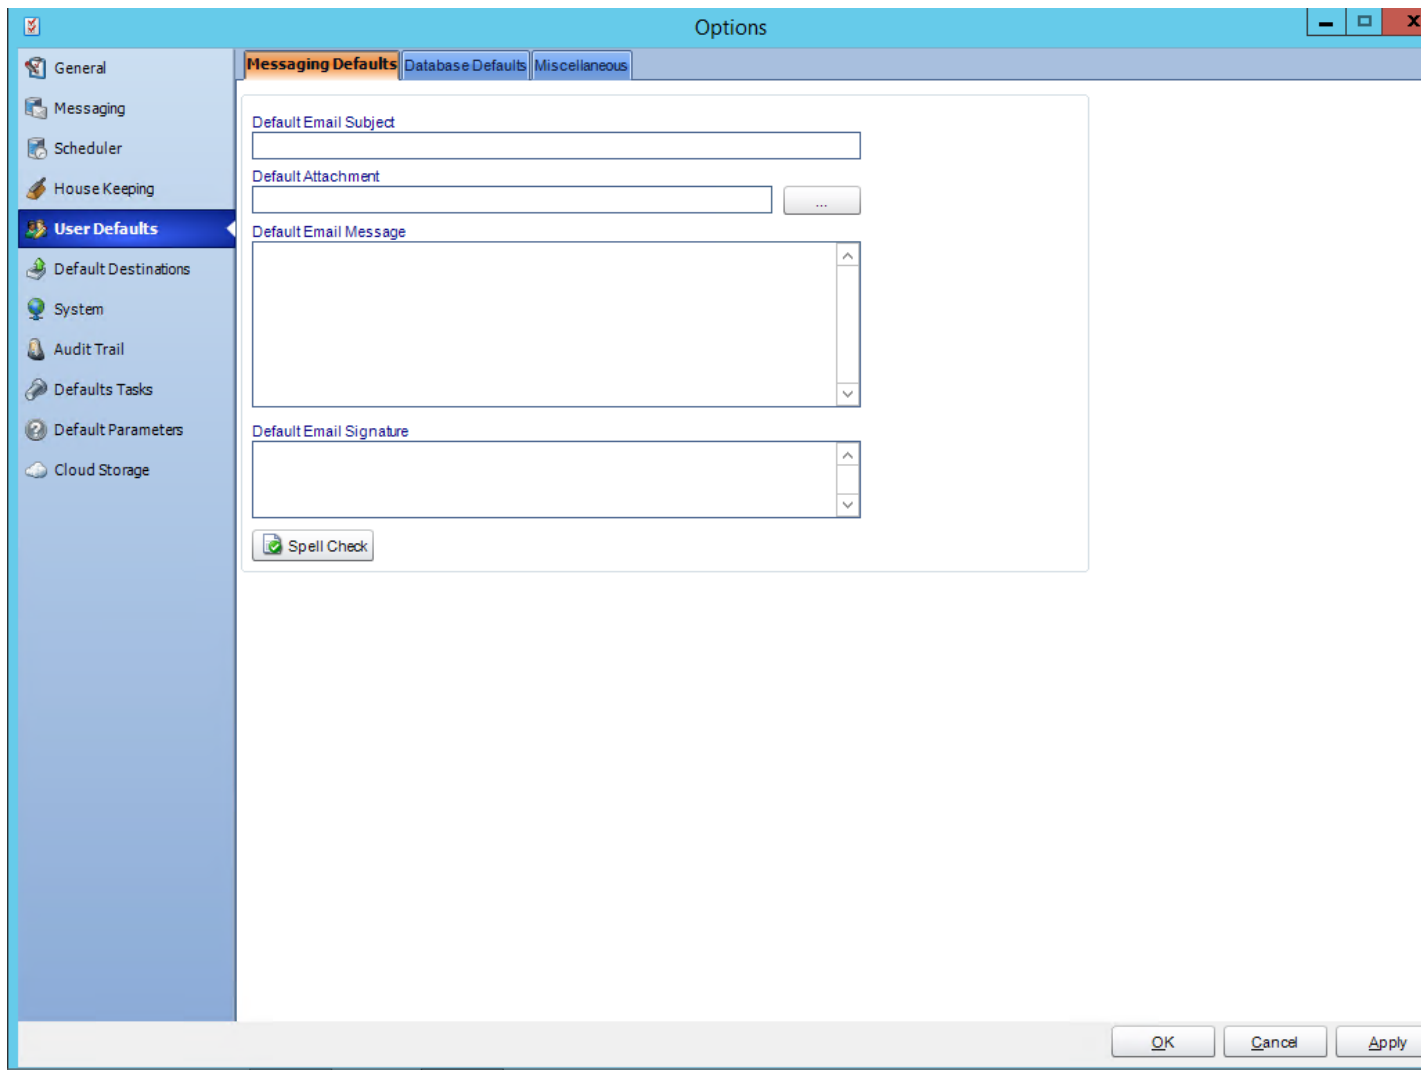 Options
General
Messaging
Scheduler
House Keeping
User Defaults
Default Destinations
System
Audit Trail
Defaults Tasks
Default Parameters
Cloud Storage
Messaging Defaults Database Defaults Miscellaneous
Default Email Subject
Default Attachment
...
Default Email Message
Default Email Signature
Spell Check
OK Cancel Apply